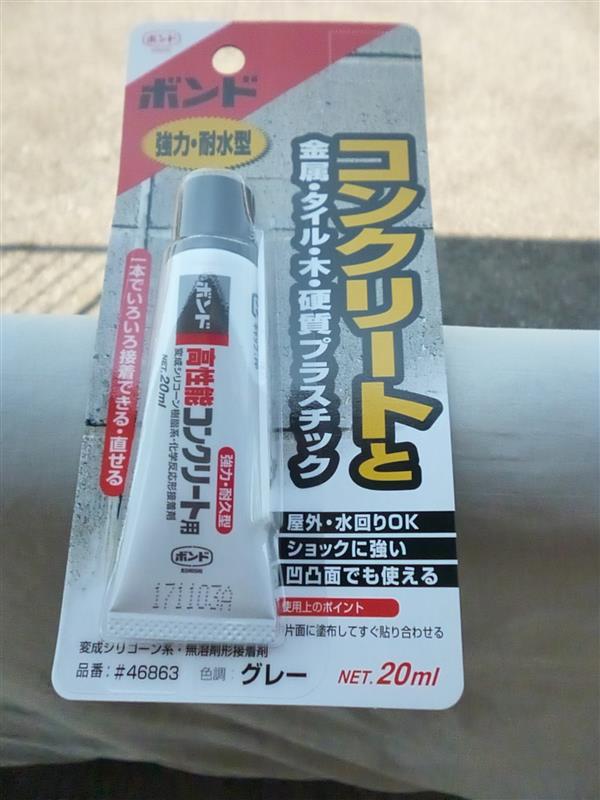 ボンド
ボンド
強力・耐水型
コンクリートと
金属・タイル・木・硬質プラスチック
一本でいろいろ接着できる・直せる
ボンド
高性能コンクリート用
変成シリコーン樹脂系・化学反応形接着剤
NET.20ml
強力・耐久型
ボンド
171103A
屋外・水回りOK
ショックに強い
凹凸面でも使える
使用上のポイント
片面に塗布してすぐ貼り合わせる
変成シリコーン系・無溶剤形接着剤
品番:#46863 色調:グレー NET.20ml